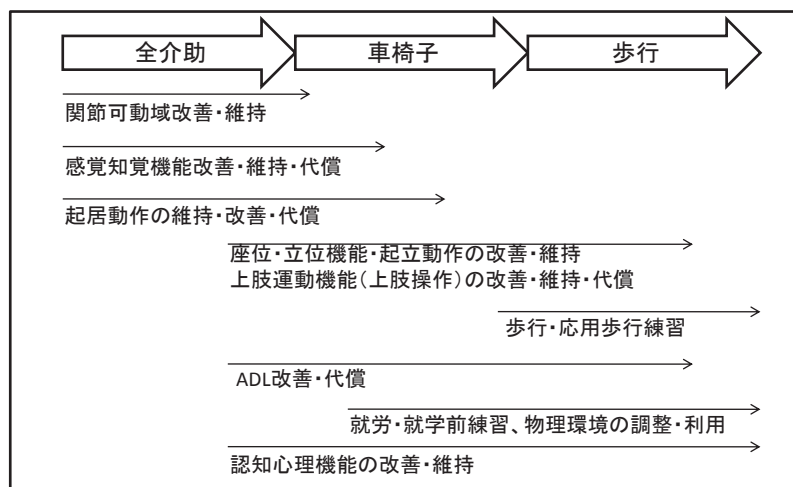 全介助 車椅子 歩行
関節可動域改善・維持
感覚知覚機能改善・維持・代償
起居動作の維持・改善・代償
座位・立位機能・起立動作の改善・維持
上肢運動機能(上肢操作)の改善・維持・代償
歩行・応用歩行練習
ADL改善・代償
就労・就学前練習、物理環境の調整・利用
認知心理機能の改善・維持